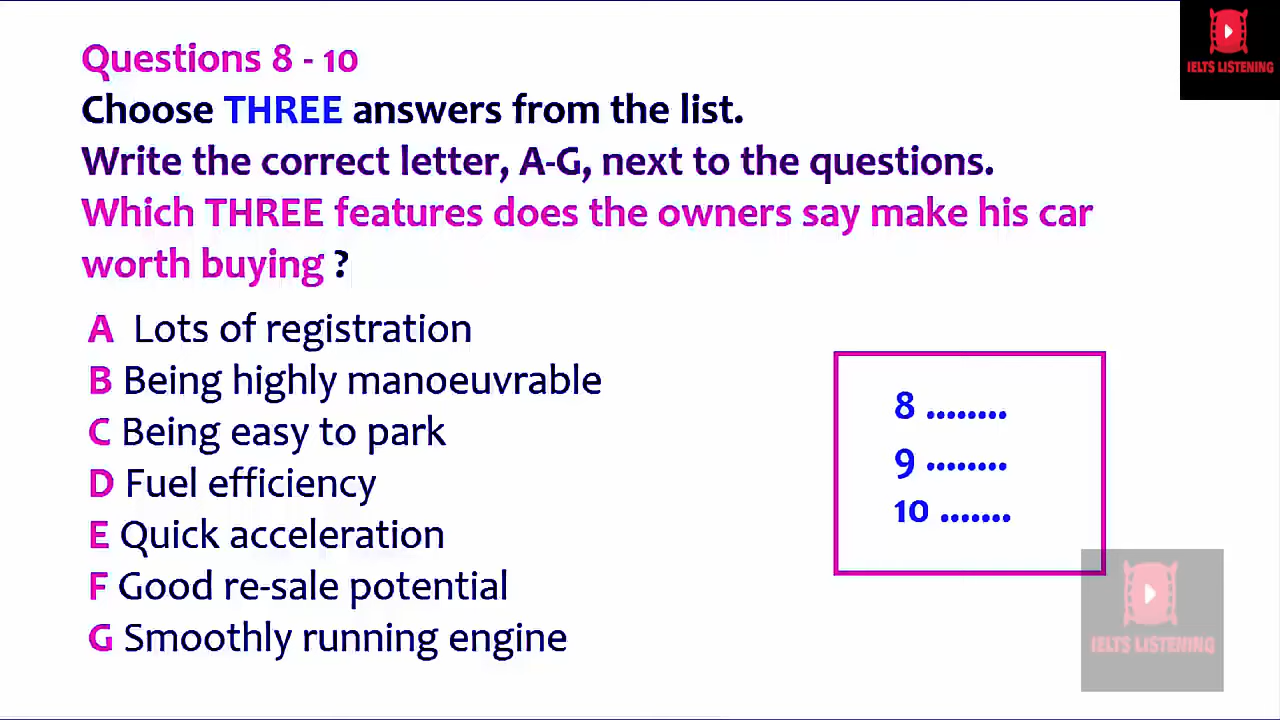 IELTS LISTENING
Questions 8 - 10
Choose THREE answers from the list.
Write the correct letter, A-G, next to the questions.
Which THREE features does the owners say make his car
worth buying ?
A Lots of registration
B Being highly manoeuvrable
C Being easy to park
D Fuel efficiency
E Quick acceleration
F Good re-sale potential
G Smoothly running engine
8 ........
9 ........
10 .......
IELTS LISTENING